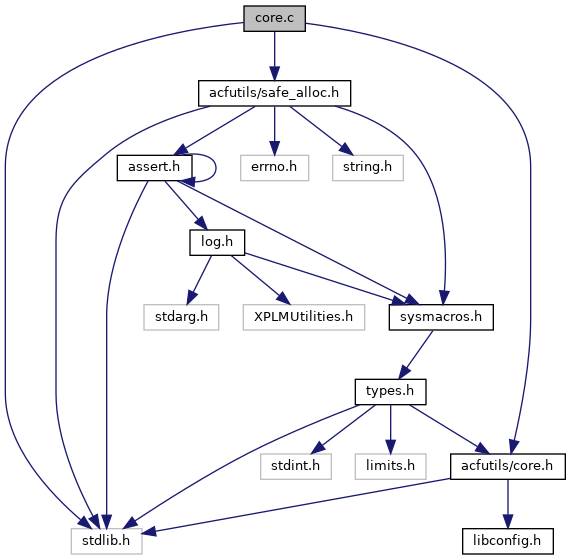 core.c
acfutils/safe_alloc.h
assert.h
errno.h
string.h
log.h
stdarg.h
XPLMUtilities.h
sysmacros.h
types.h
stdint.h
limits.h
acfutils/core.h
stdlib.h
libconfig.h